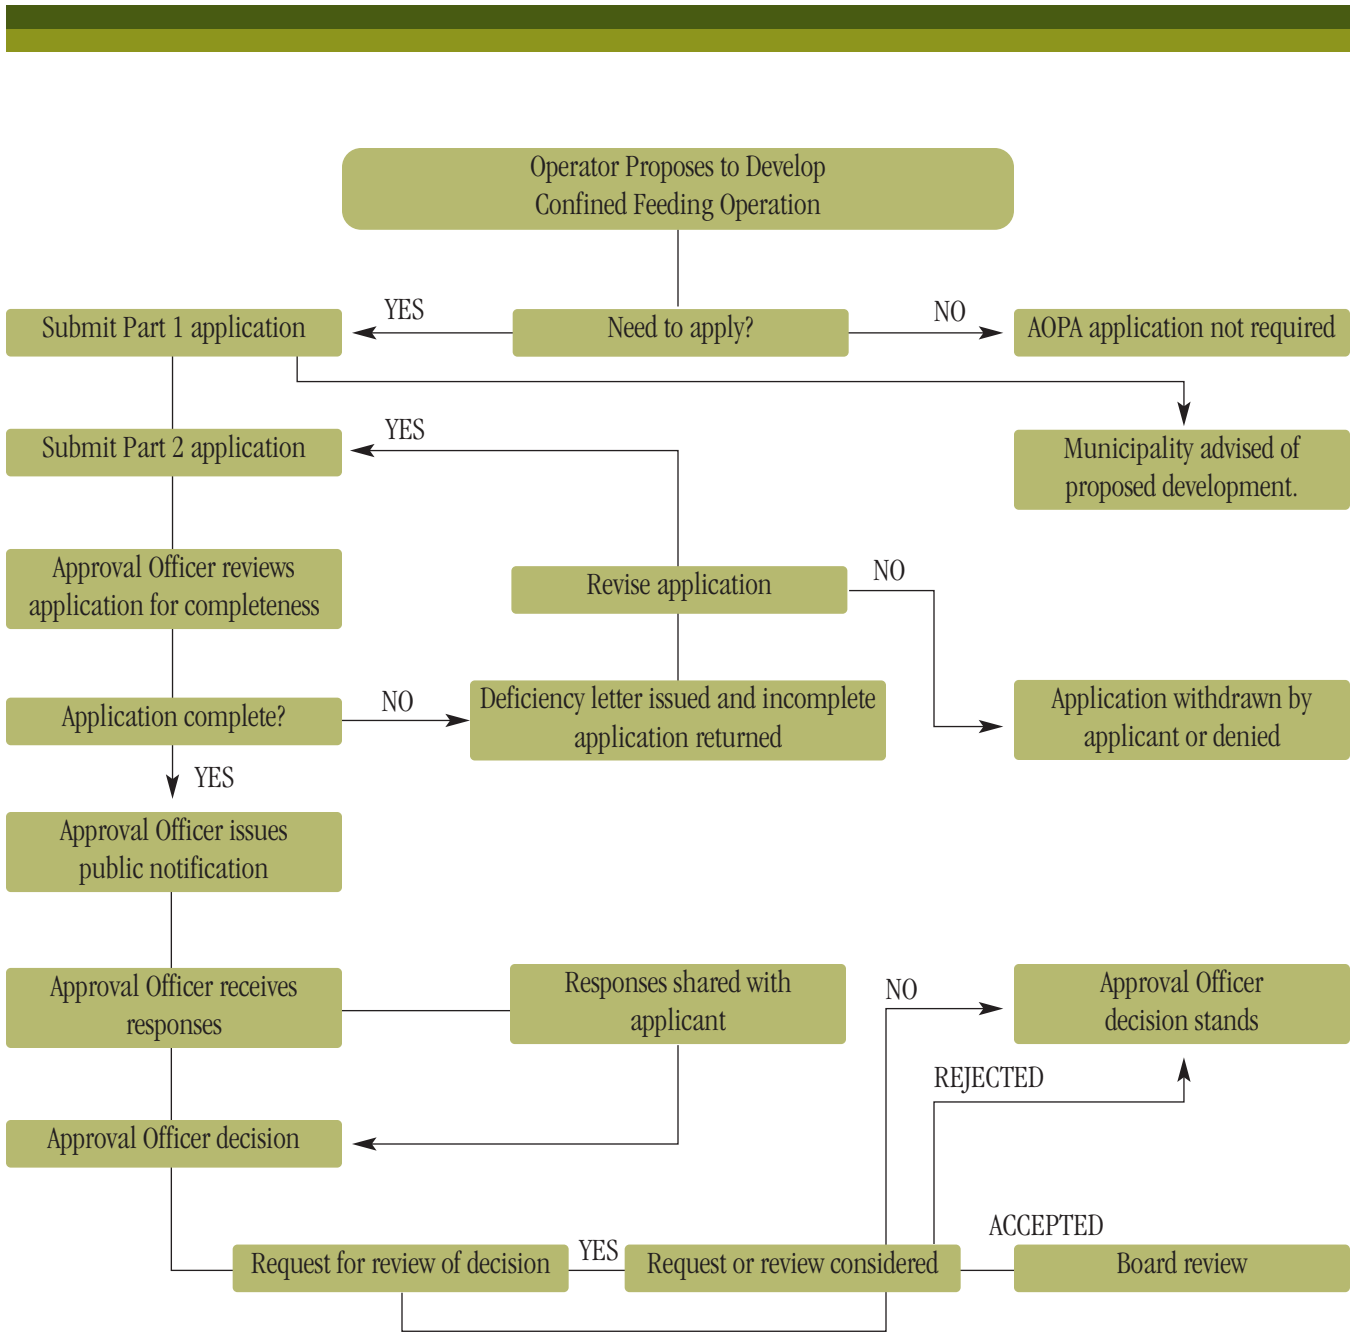 Operator Proposes to Develop
Confined Feeding Operation
YES
NO
Submit Part 1 application
Need to apply?
AOPA application not required
YES
Submit Part 2 application
Municipality advised of
proposed development.
Approval Officer reviews
application for completeness
Revise application
NO
Application complete?
NO
Deficiency letter issued and incomplete
application returned
Application withdrawn by
applicant or denied
YES
Approval Officer issues
public notification
Approval Officer receives
responses
Responses shared with
applicant
NO
Approval Officer
decision stands
REJECTED
Approval Officer decision
ACCEPTED
Request for review of decision
YES
Request or review considered
Board review